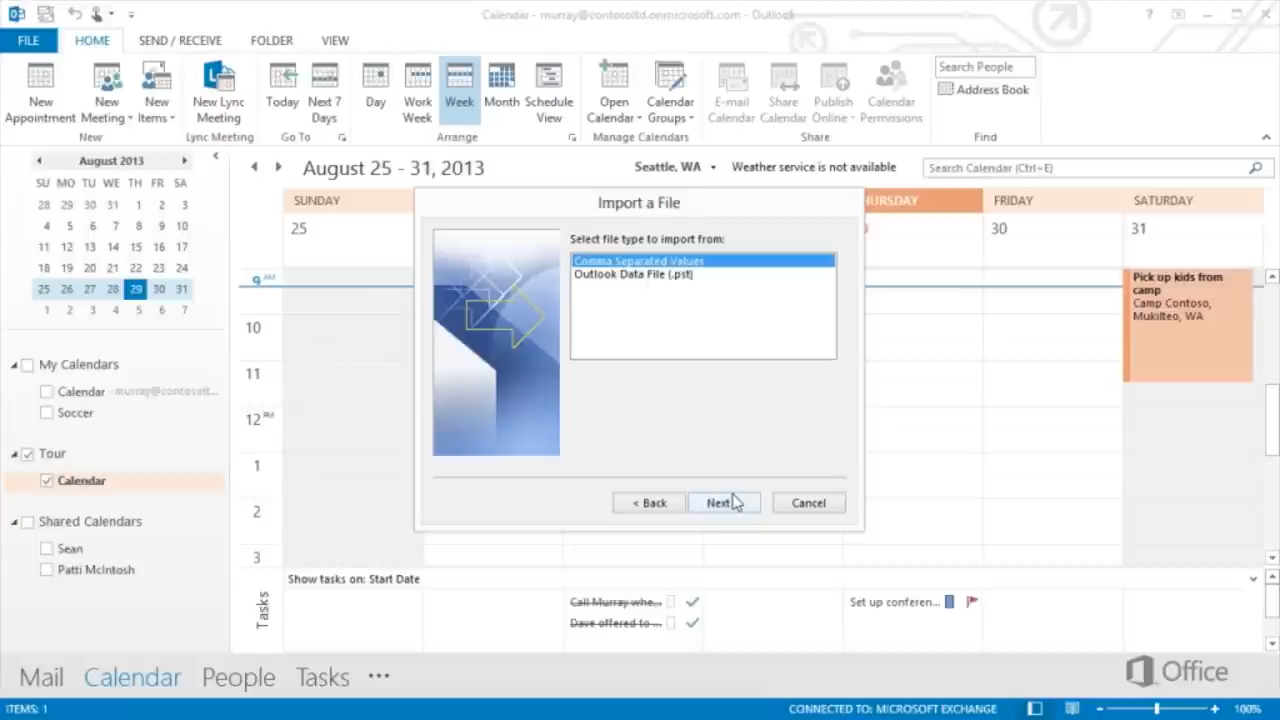 Calendar - murray@contosoltd.onmicrosoft.com - Outlook
FILE
HOME
SEND / RECEIVE
FOLDER
VIEW
New Appointment
New Meeting
New Items
New Lync Meeting
Today
Next 7 Days
Day
Work Week
Week
Month
Schedule View
Open Calendar
Calendar Groups
E-mail Calendar
Share Calendar
Publish Online
Calendar Permissions
Search People
Address Book
New
Lync Meeting
Go To
Arrange
Manage Calendars
Share
Find
August 2013
SU MO TU WE TH FR SA
28 29 30 31 1 2 3
4 5 6 7 8 9 10
11 12 13 14 15 16 17
18 19 20 21 22 23 24
25 26 27 28 29 30 31
1 2 3 4 5 6 7
My Calendars
Calendar - murray@contosolt...
Soccer
Tour
Calendar
Shared Calendars
Sean
Patti McIntosh
August 25 - 31, 2013
Seattle, WA
Weather service is not available
Search Calendar (Ctrl+E)
SUNDAY
URSDAY
FRIDAY
SATURDAY
25
30
31
9 AM
10
11
12 PM
1
2
3
Pick up kids from
camp
Camp Contoso,
Mukilteo, WA
Import a File
Select file type to import from:
Comma Separated Values
Outlook Data File (.pst)
< Back
Next
Cancel
Show tasks on: Start Date
Tasks
Call Murray whe...
Dave offered to ...
Set up conferen...
Mail
Calendar
People
Tasks
•••
Office
ITEMS: 1
CONNECTED TO: MICROSOFT EXCHANGE
100%